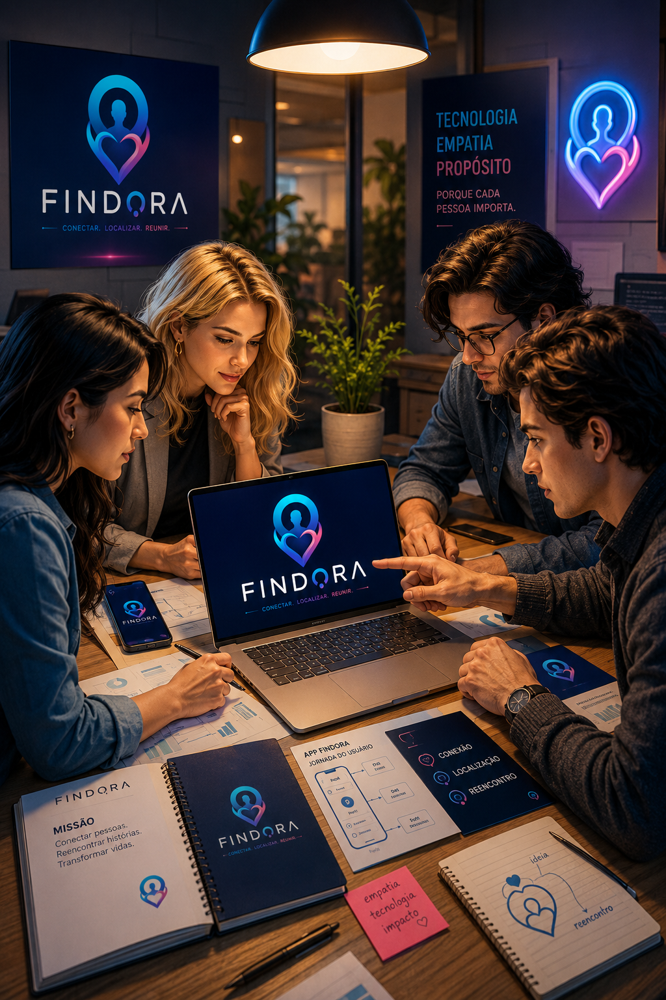 FINDORA
CONECTAR. LOCALIZAR. REUNIR.
TECNOLOGIA
EMPATIA
PROPÓSITO
PORQUE CADA
PESSOA IMPORTA.
FINDORA
CONECTAR. LOCALIZAR. REUNIR.
FINDORA
APP FINDORA
JORNADA DO USUÁRIO
CONEXÃO
LOCALIZAÇÃO
REENCONTRO
FINDORA
MISSÃO
Conectar pessoas.
Reencontrar histórias.
Transformar vidas.
FINDORA
CONECTAR. LOCALIZAR. REUNIR.
empatia
tecnologia
impacto
ideia
reencontro